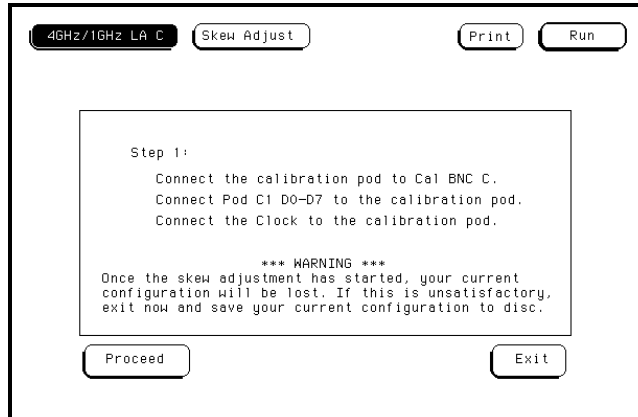 4GHz/1GHz LA C
Skew Adjust
Print
Run
Step 1:
Connect the calibration pod to Cal BNC C.
Connect Pod C1 D0-D7 to the calibration pod.
Connect the Clock to the calibration pod.
*** WARNING ***
Once the skew adjustment has started, your current
configuration will be lost. If this is unsatisfactory,
exit now and save your current configuration to disc.
Proceed
Exit